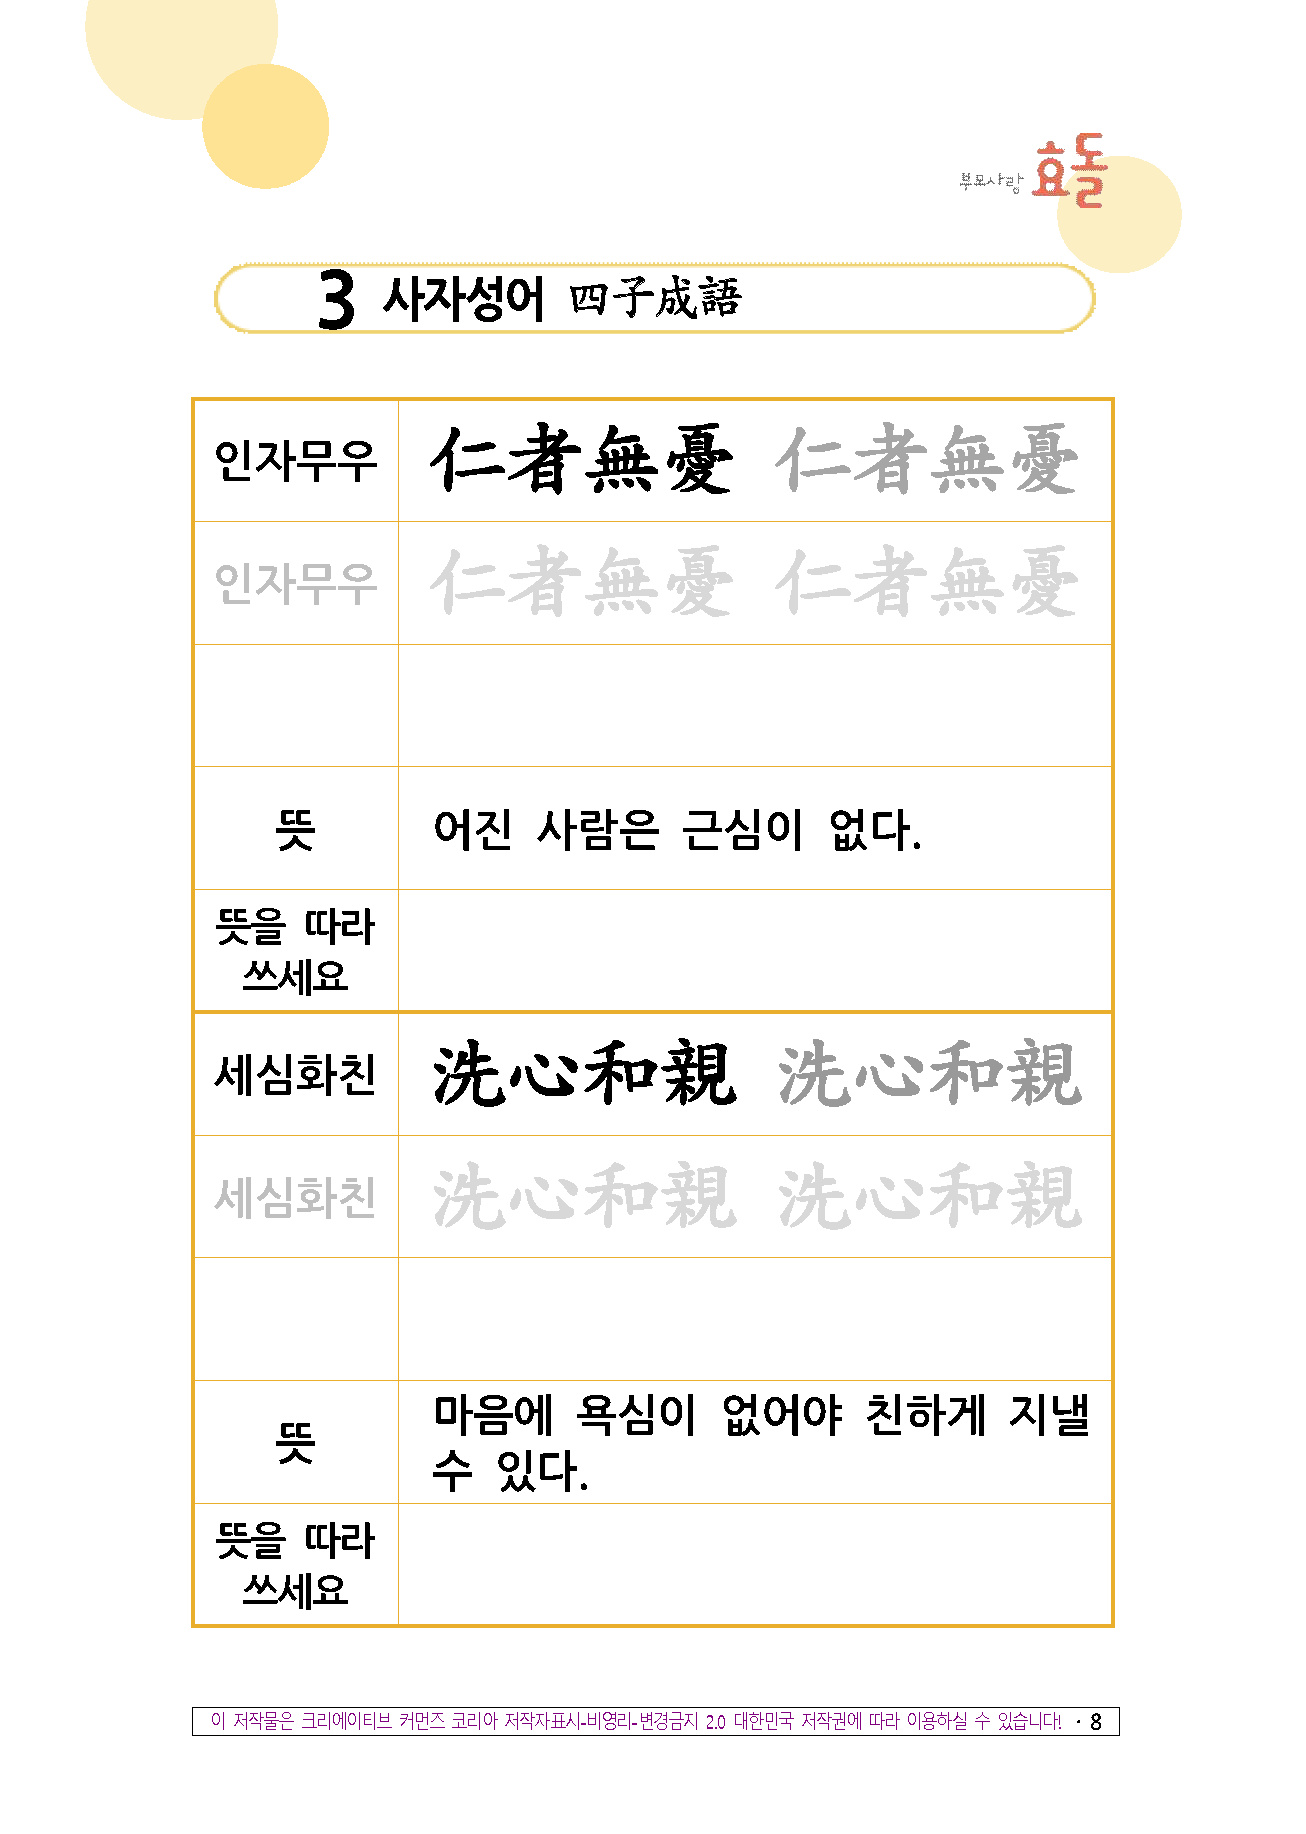 부모사랑 효돌
3 사자성어 四子成語
인자무우 仁者無憂 仁者無憂
인자무우 仁者無憂 仁者無憂
뜻 어진 사람은 근심이 없다.
뜻을 따라
쓰세요
세심화친 洗心和親 洗心和親
세심화친 洗心和親 洗心和親
뜻 마음에 욕심이 없어야 친하게 지낼
수 있다.
뜻을 따라
쓰세요
이 저작물은 크리에이티브 커먼즈 코리아 저작자표시-비영리-변경금지 2.0 대한민국 저작권에 따라 이용하실 수 있습니다! · 8